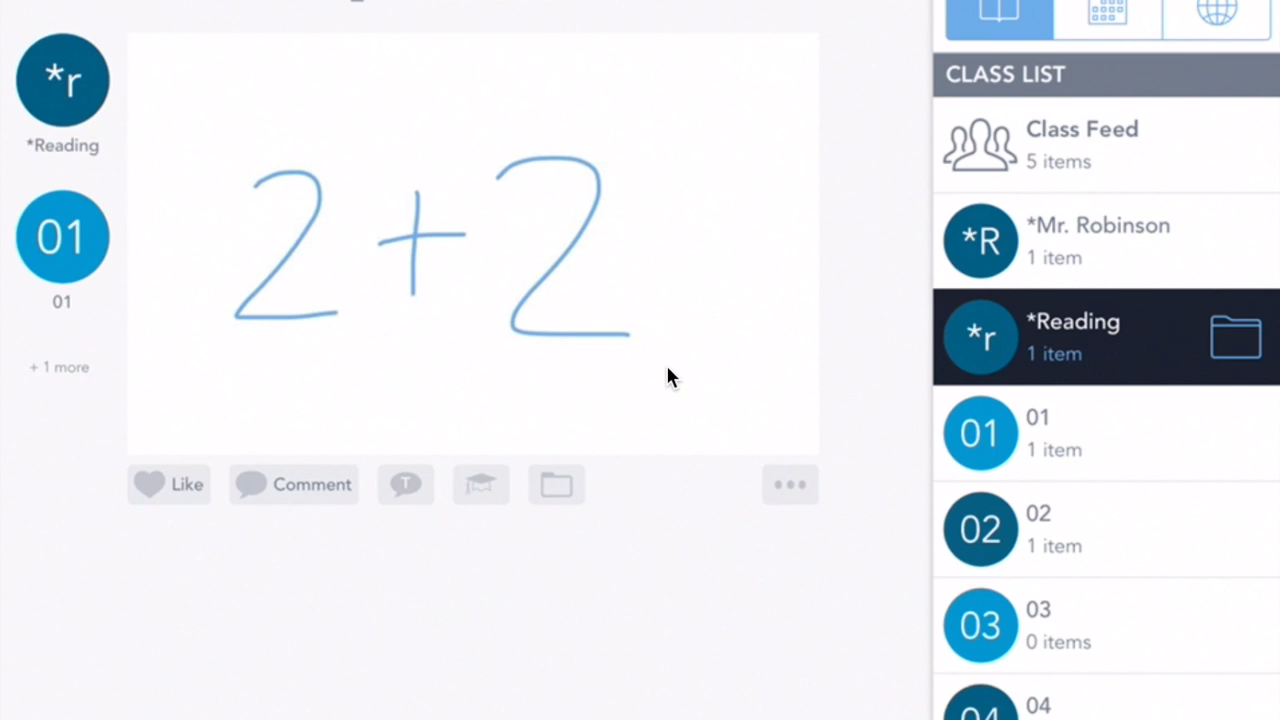 *r
*Reading
01
01
+ 1 more
2+2
Like
Comment
T
CLASS LIST
Class Feed
5 items
*R
*Mr. Robinson
1 item
*r
*Reading
1 item
01
01
1 item
02
02
1 item
03
03
0 items
04
04